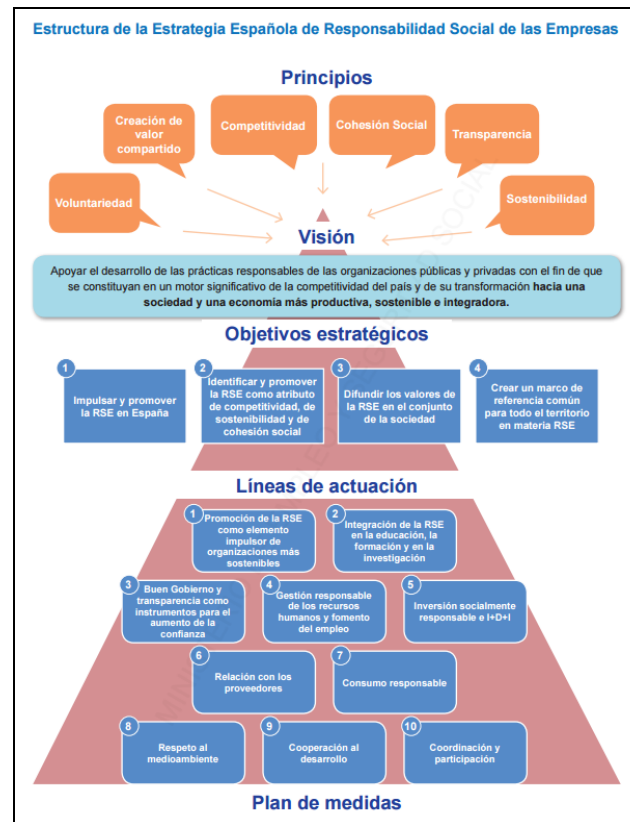 Estructura de la Estrategia Española de Responsabilidad Social de las Empresas
Principios
Creación de
valor
compartido
Competitividad
Cohesión Social
Transparencia
Voluntariedad
Sostenibilidad
Visión
Apoyar el desarrollo de las prácticas responsables de las organizaciones públicas y privadas con el fin de que
se constituyan en un motor significativo de la competitividad del país y de su transformación hacia una
sociedad y una economía más productiva, sostenible e integradora.
Objetivos estratégicos
1
Impulsar y promover
la RSE en España
2
Identificar y promover
la RSE como atributo
de competitividad, de
sostenibilidad y de
cohesión social
3
Difundir los valores de
la RSE en el conjunto
de la sociedad
4
Crear un marco de
referencia común
para todo el territorio
en materia RSE
Líneas de actuación
1
Promoción de la RSE
como elemento
impulsor de
organizaciones más
sostenibles
2
Integración de la RSE
en la educación, la
formación y en la
investigación
3
Buen Gobierno y
transparencia como
instrumentos para el
aumento de la
confianza
4
Gestión responsable
de los recursos
humanos y fomento
del empleo
5
Inversión socialmente
responsable e I+D+I
6
Relación con los
proveedores
7
Consumo responsable
8
Respeto al
medioambiente
9
Cooperación al
desarrollo
10
Coordinación y
participación
Plan de medidas